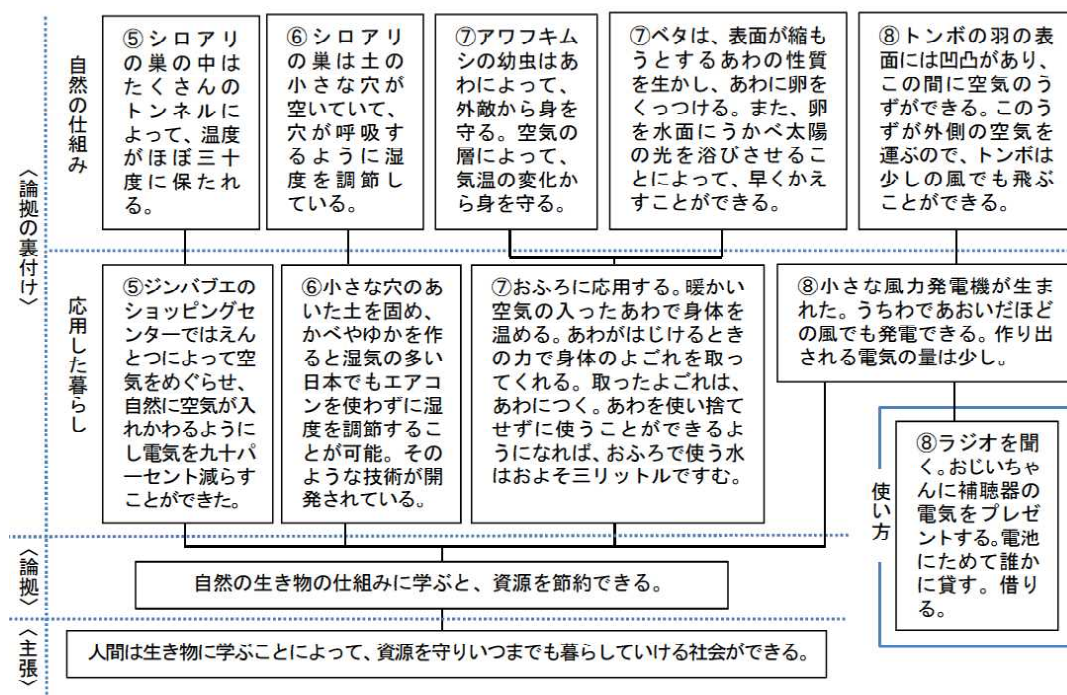 〈論拠の裏付け〉
自然の仕組み
⑤シロアリ
の巣の中は
たくさんの
トンネルに
よって、温度
がほぼ三十
度に保たれ
る。
⑥シロアリ
の巣は土の
小さな穴が
空いていて、
穴が呼吸す
るように湿
度を調節し
ている。
⑦アワフキム
シの幼虫はあ
わによって、
外敵から身を
守る。空気の
層によって、
気温の変化か
ら身を守る。
⑦ベタは、表面が縮も
うとするあわの性質
を生かし、あわに卵を
くっつける。また、卵
を水面にうかべ太陽
の光を浴びさせるこ
とによって、早くかえ
すことができる。
⑧トンボの羽の表
面には凹凸があり、
この間に空気のう
ずができる。このう
ずが外側の空気を
運ぶので、トンボは
少しの風でも飛ぶ
ことができる。
応用した暮らし
⑤ジンバブエの
ショッピングセ
ンターではえん
とつによって空
気をめぐらせ、
自然に空気が入
れかわるように
し電気を九十パ
ーセント減らす
ことができた。
⑥小さな穴のあ
いた土を固め、
かべやゆかを作
ると湿気の多い
日本でもエアコ
ンを使わずに湿
度を調節するこ
とが可能。その
ような技術が開
発されている。
⑦おふろに応用する。暖かい
空気の入ったあわで身体を
温める。あわがはじけるとき
の力で身体のよごれを取っ
てくれる。取ったよごれは、
あわにつく。あわを使い捨て
せずに使うことができるよ
うになれば、おふろで使う水
はおよそ三リットルですむ。
⑧小さな風力発電機が生ま
れた。うちわであおいだほど
の風でも発電できる。作り出
される電気の量は少し。
使い方
⑧ラジオを聞
く。おじいちゃ
んに補聴器の
電気をプレゼ
ントする。電池
にためて誰か
に貸す。借り
る。
〈論拠〉
自然の生き物の仕組みに学ぶと、資源を節約できる。
〈主張〉
人間は生き物に学ぶことによって、資源を守りいつまでも暮らしていける社会ができる。